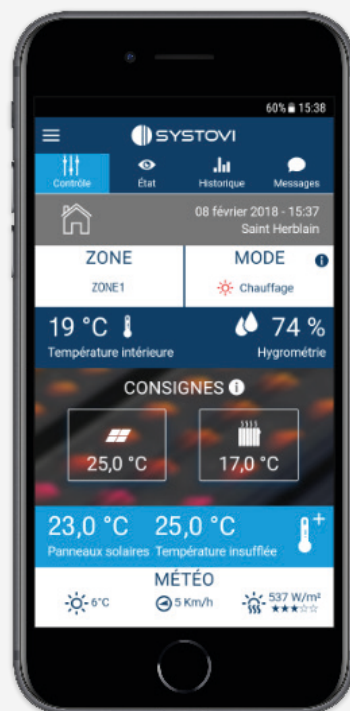 60% 15:38
SYSTOVI
Contrôle État Historique Messages
08 février 2018 - 15:37
Saint Herblain
ZONE MODE
ZONE1 Chauffage
19 °C 74 %
Température intérieure Hygrométrie
CONSIGNES
25,0 °C 17,0 °C
23,0 °C 25,0 °C
Panneaux solaires Température insufflée
MÉTÉO
6°C 5 Km/h 537 W/m²
★★★☆☆